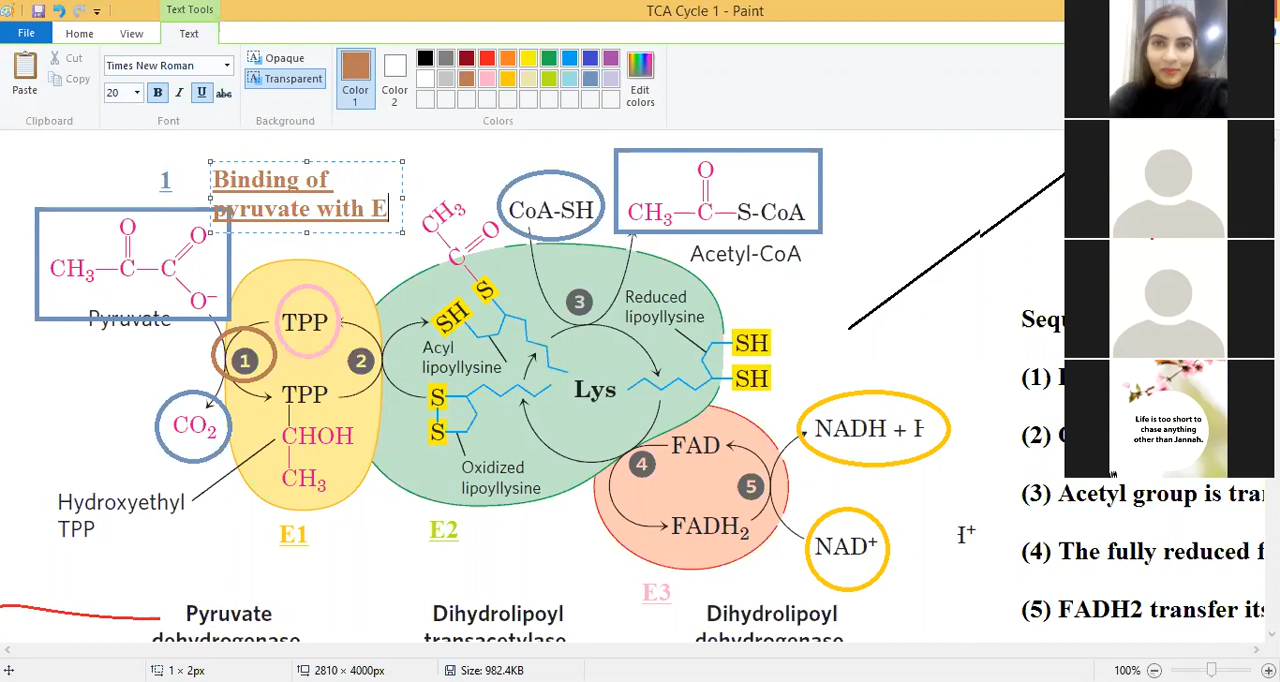 TCA Cycle 1 - Paint
Text Tools
File
Home
View
Text
Paste
Cut
Copy
Clipboard
Times New Roman
20
B I U abc
Font
Opaque
Transparent
Background
Color
1
Color
2
Edit
colors
Colors
1
Binding of
pyruvate with E
CH3
O
C
C
O
O−
Pyruvate
CO2
1
TPP
2
TPP
CHOH
CH3
Hydroxyethyl
TPP
E1
CH3
C
O
S
SH
Acyl
lipoyllysine
S
S
Oxidized
lipoyllysine
E2
CoA-SH
O
CH3—C—S-CoA
Acetyl-CoA
3
Reduced
lipoyllysine
SH
SH
Lys
4
FAD
5
FADH2
E3
NADH +
NAD+
+
Pyruvate
dehydrogenase
Dihydrolipoyl
transacetylase
Dihydrolipoyl
dehydrogenase
(1)
(2)
(3) Acetyl group is
(4) The fully reduced
(5) FADH2 transfer
Life is too short to
chase anything
other than Jannah.
1 × 2px
2810 × 4000px
Size: 982.4KB
100%